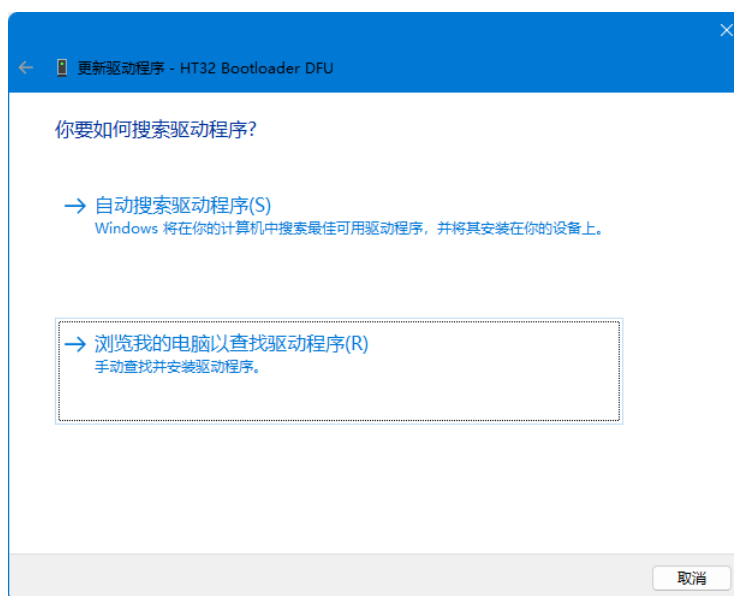 更新驱动程序 - HT32 Bootloader DFU
你要如何搜索驱动程序?
自动搜索驱动程序(S)
Windows 将在你的计算机中搜索最佳可用驱动程序，并将其安装在你的设备上。
浏览我的电脑以查找驱动程序(R)
手动查找并安装驱动程序。
取消